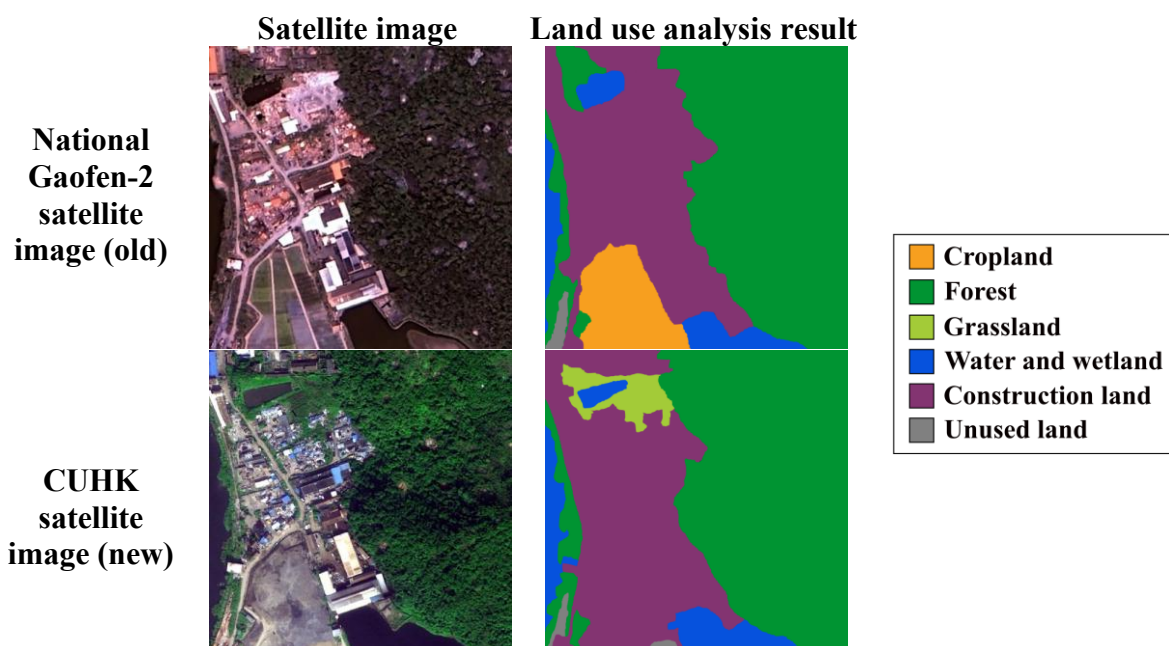 Satellite image
Land use analysis result
National
Gaofen-2
satellite
image (old)
Cropland
Forest
Grassland
Water and wetland
Construction land
Unused land
CUHK
satellite
image (new)